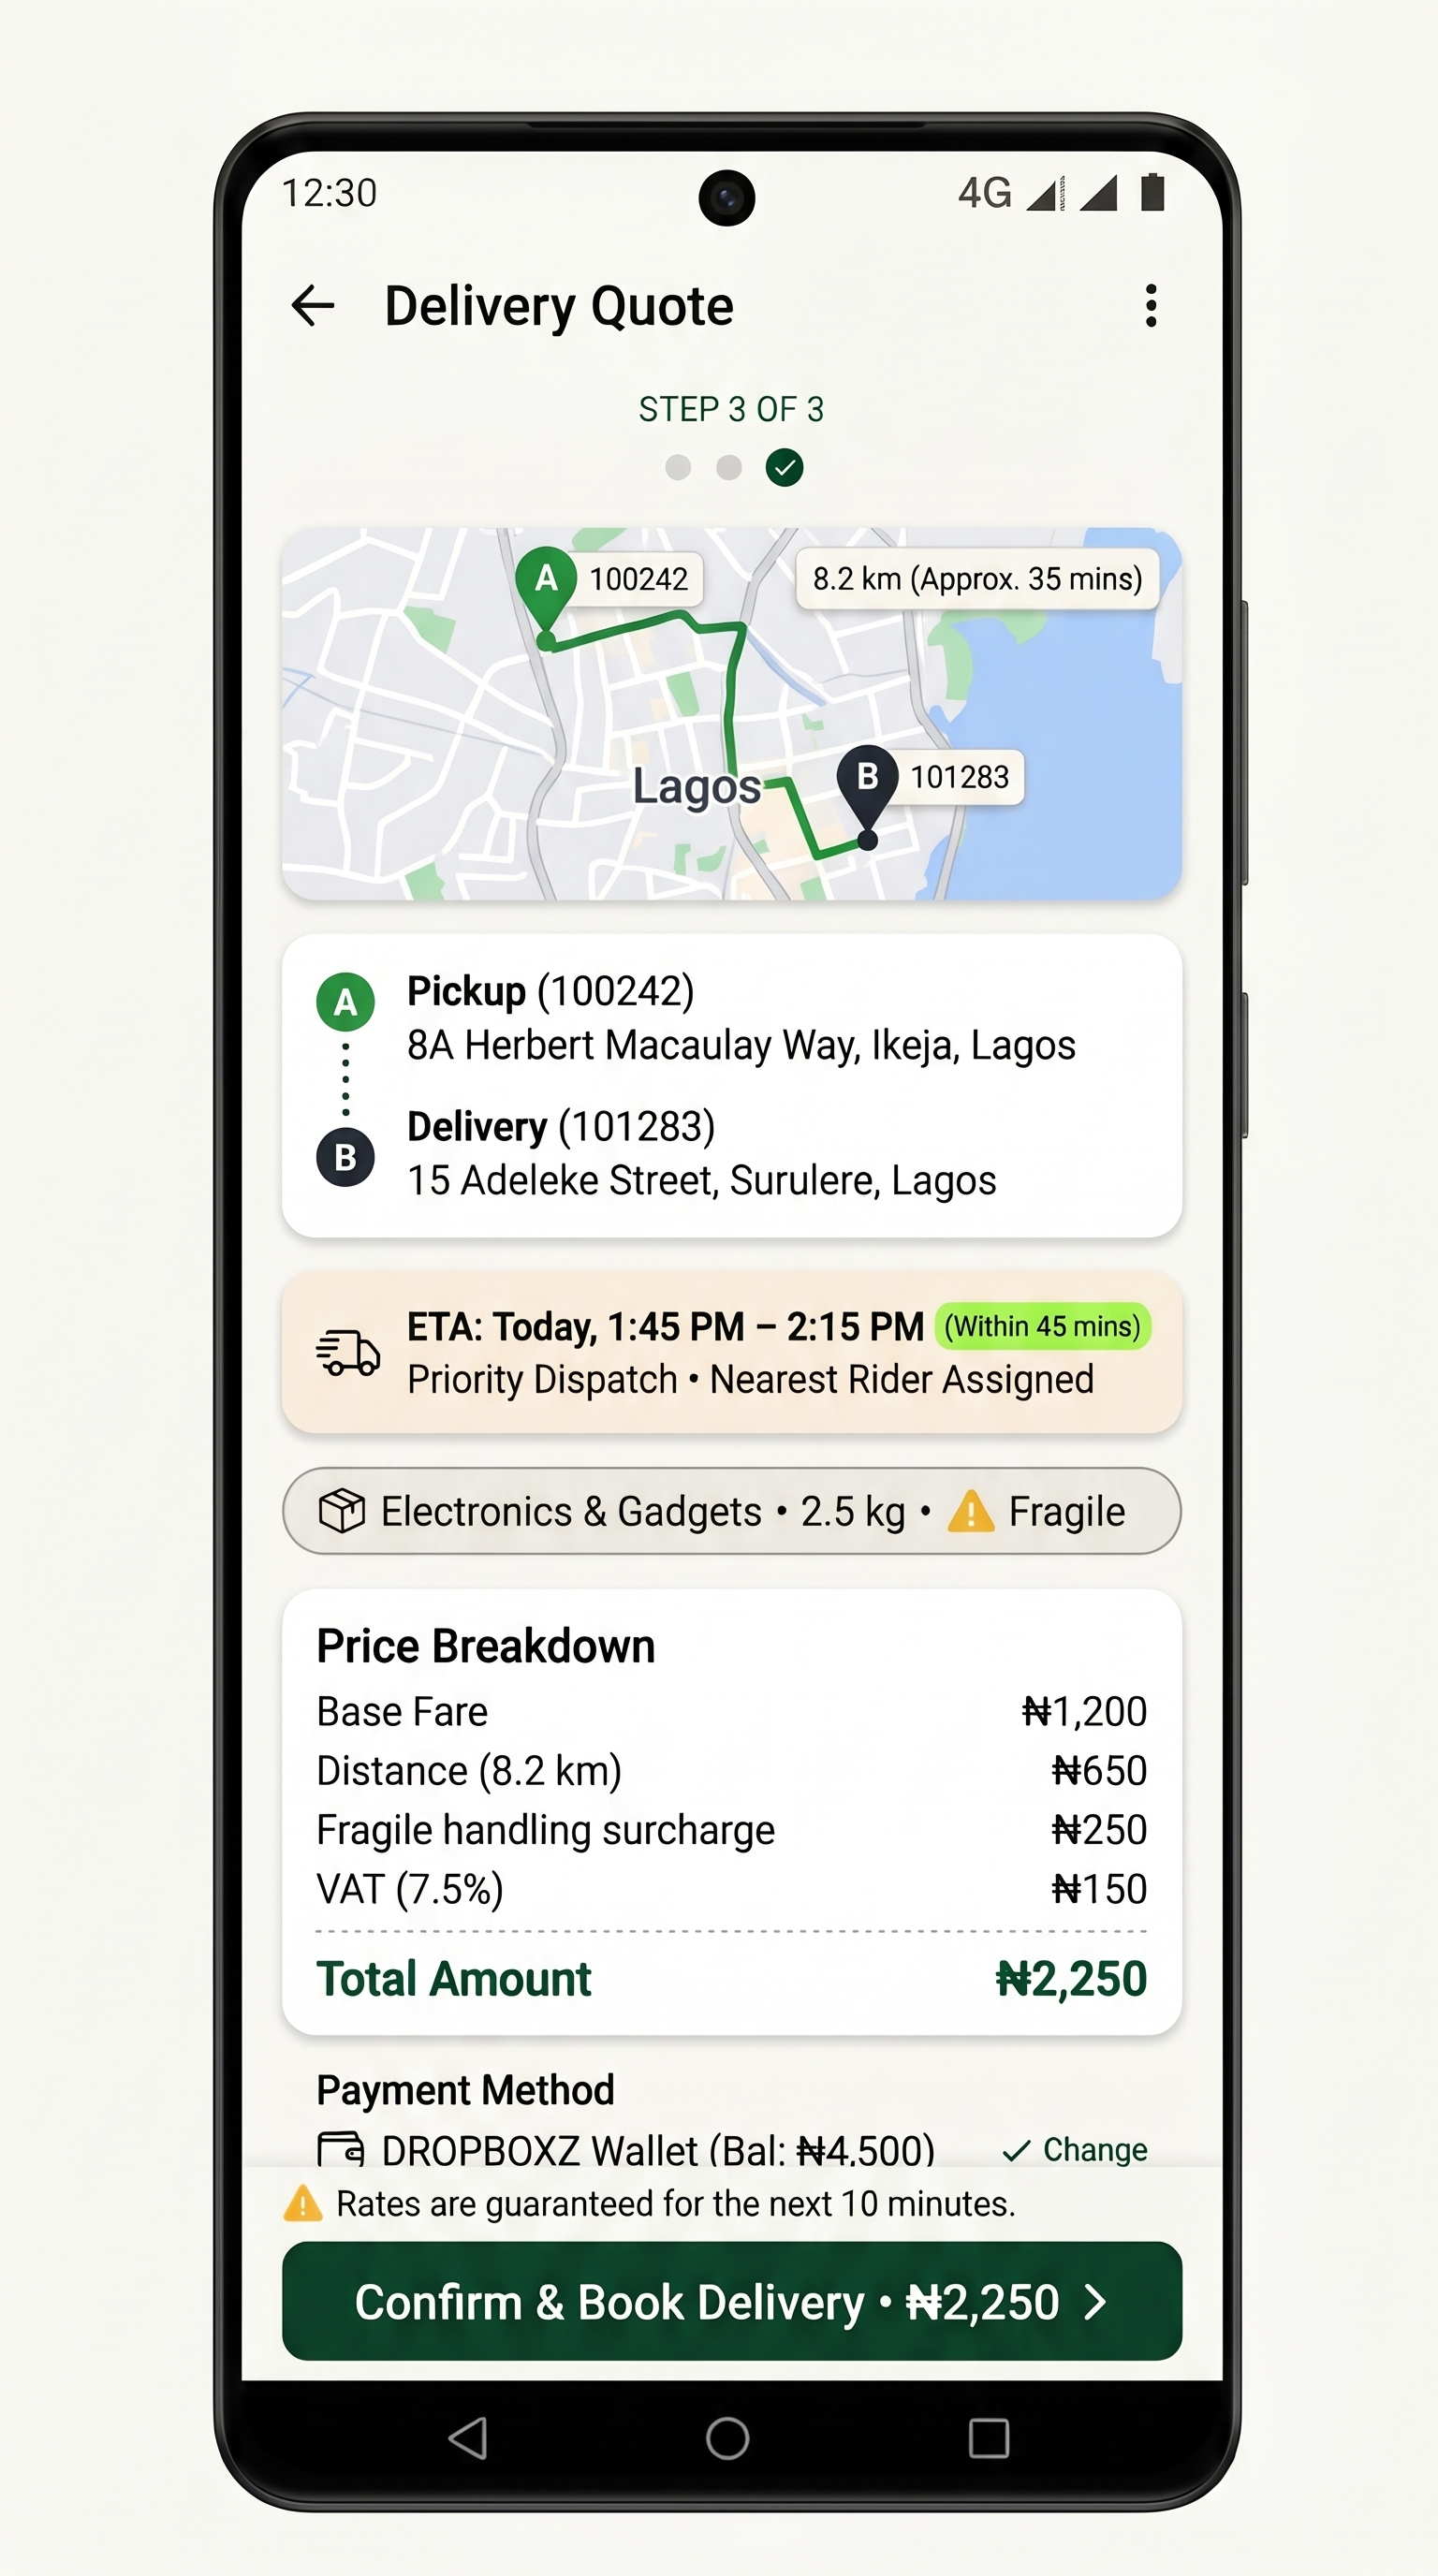 12:30
4G
Delivery Quote
STEP 3 OF 3
A 100242
8.2 km (Approx. 35 mins)
Lagos
B 101283
A Pickup (100242)
8A Herbert Macaulay Way, Ikeja, Lagos
B Delivery (101283)
15 Adeleke Street, Surulere, Lagos
ETA: Today, 1:45 PM – 2:15 PM (Within 45 mins)
Priority Dispatch • Nearest Rider Assigned
Electronics & Gadgets • 2.5 kg • Fragile
Price Breakdown
Base Fare ₦1,200
Distance (8.2 km) ₦650
Fragile handling surcharge ₦250
VAT (7.5%) ₦150
Total Amount ₦2,250
Payment Method
DROPBOXZ Wallet (Bal: ₦4,500) ✓ Change
Rates are guaranteed for the next 10 minutes.
Confirm & Book Delivery • ₦2,250 >